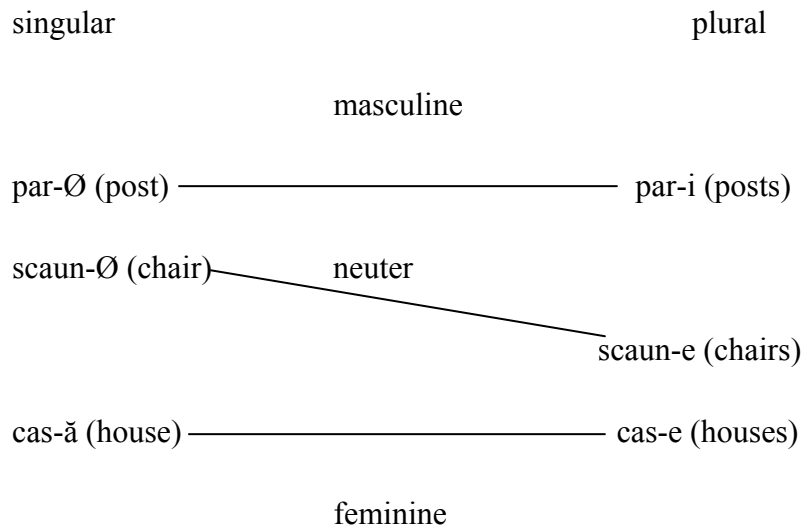 singular plural
masculine
par-Ø (post) par-i (posts)
scaun-Ø (chair) neuter
scaun-e (chairs)
cas-ă (house) cas-e (houses)
feminine